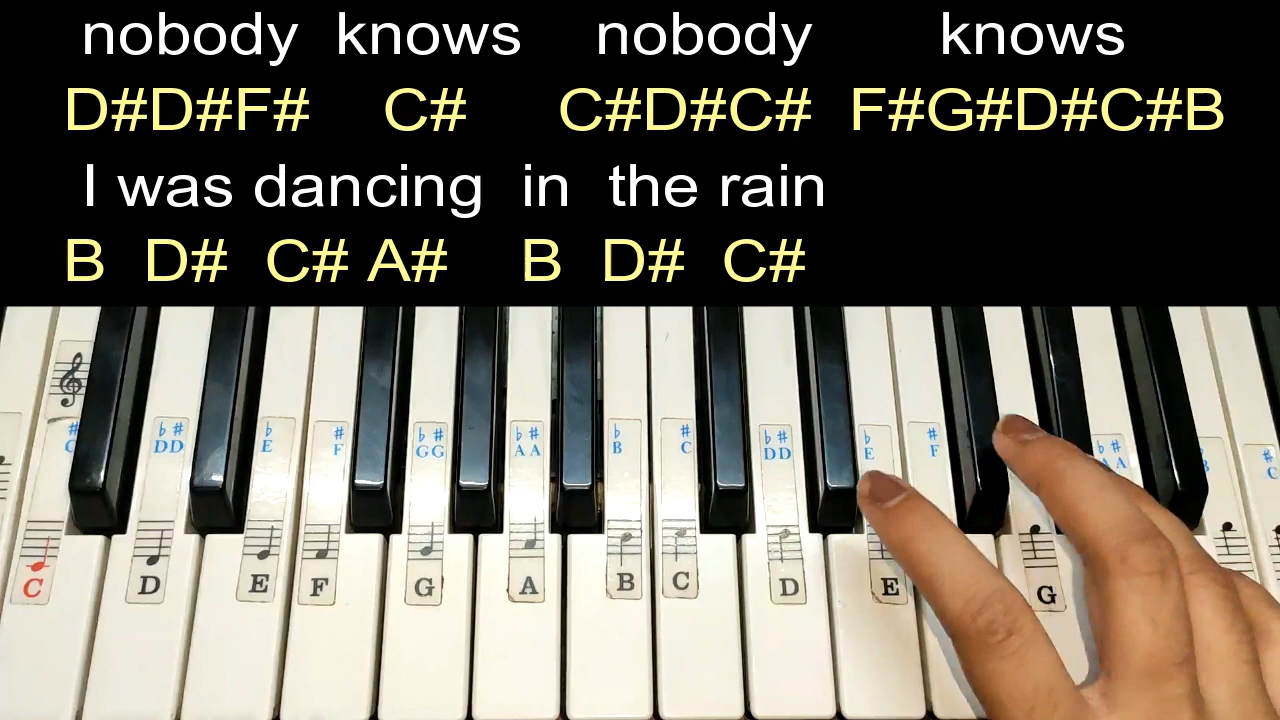 nobody knows nobody knows
D#D#F# C# C#D#C# F#G#D#C#B
I was dancing in the rain
B D# C# A# B D# C#
# C ♭ # D D ♭ E # F ♭ # G G ♭ # A A ♭ B # C ♭ # D D ♭ E # F ♭ # A A B # C
C D E F G A B C D E G